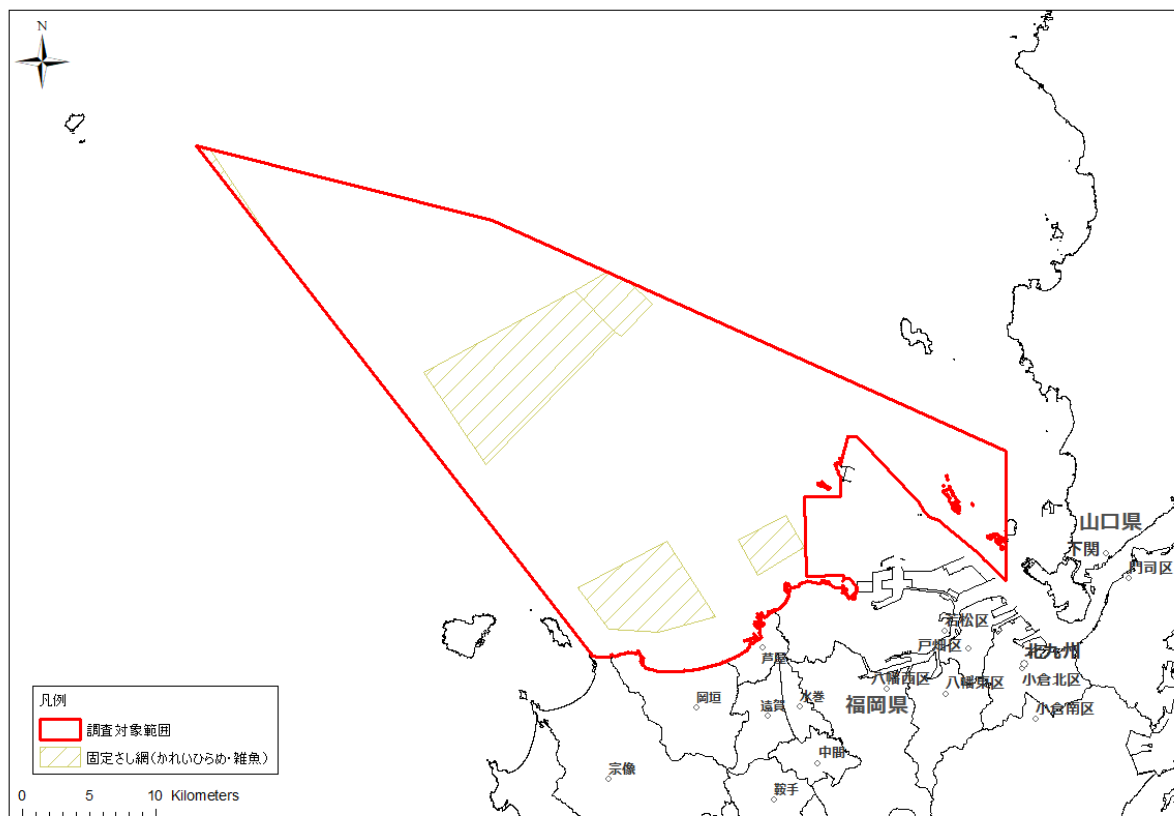 N
山口県
下関
門司区
若松区
戸畑区
北九州
芦屋
小倉北区
八幡西区
八幡東区
岡垣
遠賀
水巻
福岡県
小倉南区
中間
宗像
鞍手
凡例
調査対象範囲
固定さし網(かれいひらめ・雑魚)
0 5 10 Kilometers